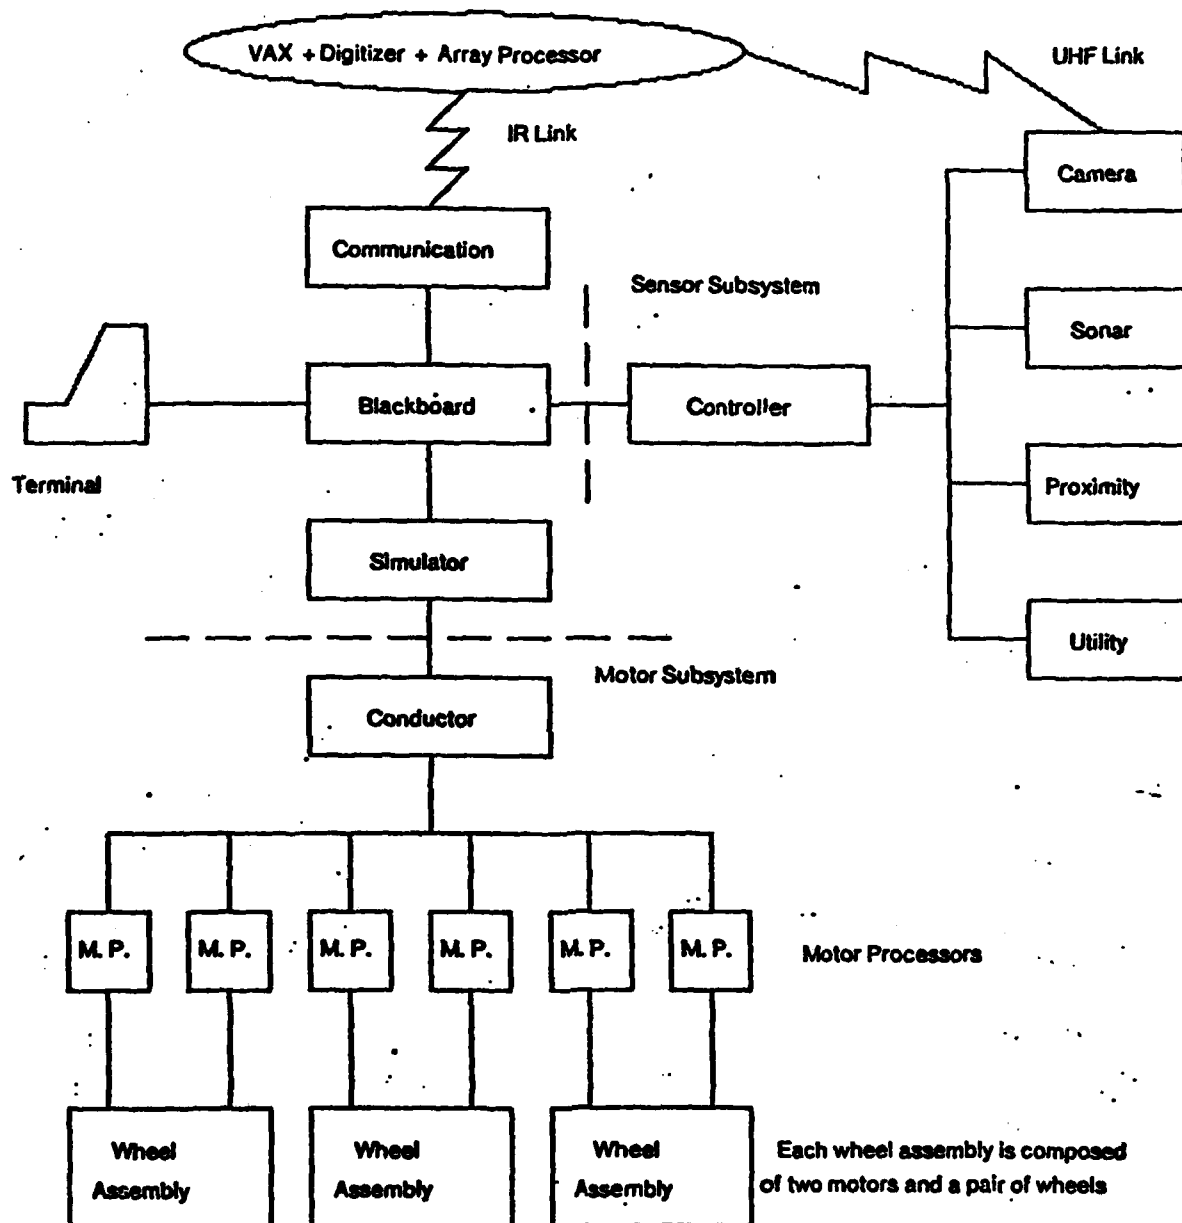 VAX + Digitizer + Array Processor
UHF Link
IR Link
Camera
Communication
Sensor Subsystem
Sonar
Blackboard
Controller
Terminal
Proximity
Simulator
Utility
Motor Subsystem
Conductor
M. P.
M. P.
M. P.
M. P.
M. P.
M. P.
Motor Processors
Wheel
Assembly
Wheel
Assembly
Wheel
Assembly
Each wheel assembly is composed
of two motors and a pair of wheels